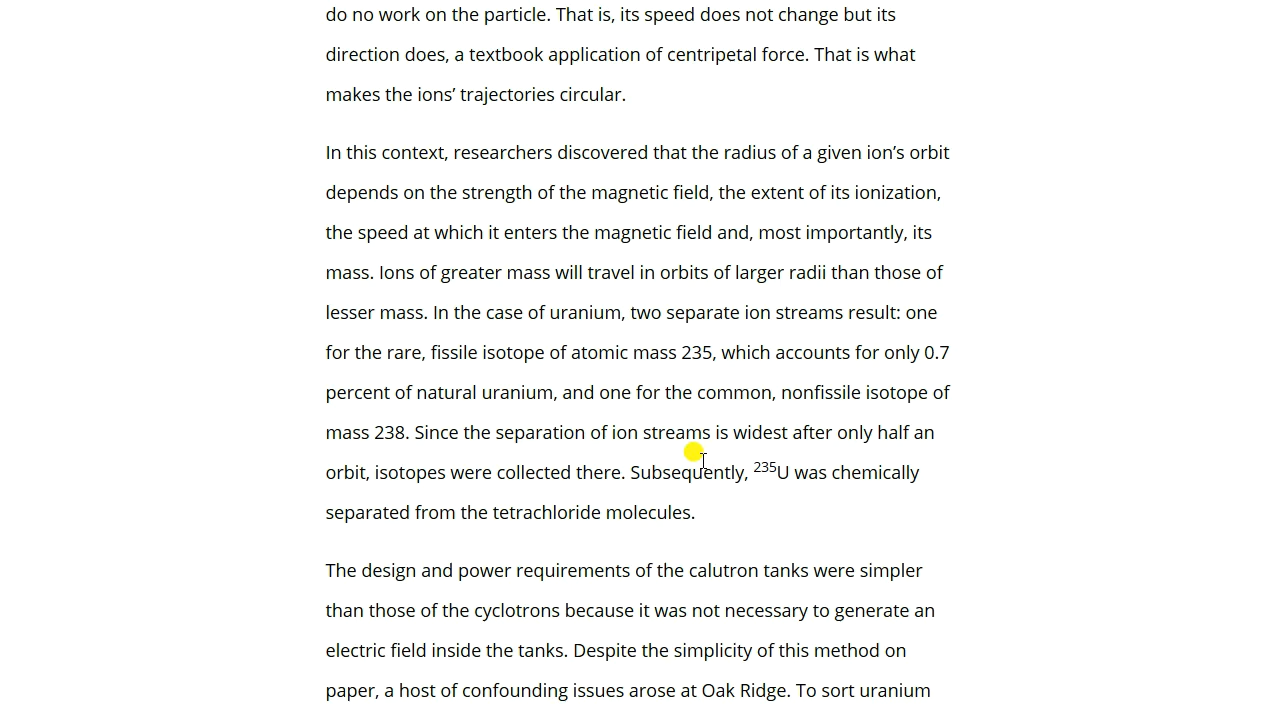 do no work on the particle. That is, its speed does not change but its
direction does, a textbook application of centripetal force. That is what
makes the ions’ trajectories circular.
In this context, researchers discovered that the radius of a given ion’s orbit
depends on the strength of the magnetic field, the extent of its ionization,
the speed at which it enters the magnetic field and, most importantly, its
mass. Ions of greater mass will travel in orbits of larger radii than those of
lesser mass. In the case of uranium, two separate ion streams result: one
for the rare, fissile isotope of atomic mass 235, which accounts for only 0.7
percent of natural uranium, and one for the common, nonfissile isotope of
mass 238. Since the separation of ion streams is widest after only half an
orbit, isotopes were collected there. Subsequently, ²³⁵U was chemically
separated from the tetrachloride molecules.
The design and power requirements of the calutron tanks were simpler
than those of the cyclotrons because it was not necessary to generate an
electric field inside the tanks. Despite the simplicity of this method on
paper, a host of confounding issues arose at Oak Ridge. To sort uranium